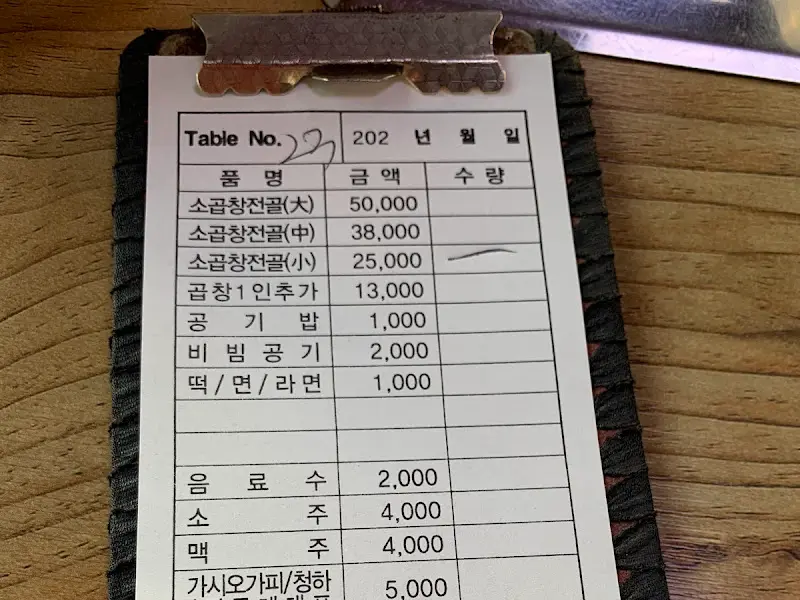 Table No. 202 년 월 일
품 명 금 액 수 량
소곱창전골(大) 50,000
소곱창전골(中) 38,000
소곱창전골(小) 25,000 一
곱창1인추가 13,000
공 기 밥 1,000
비 빔 공 기 2,000
떡/면/라면 1,000
음 료 수 2,000
소 주 4,000
맥 주 4,000
가시오가피/청하 5,000